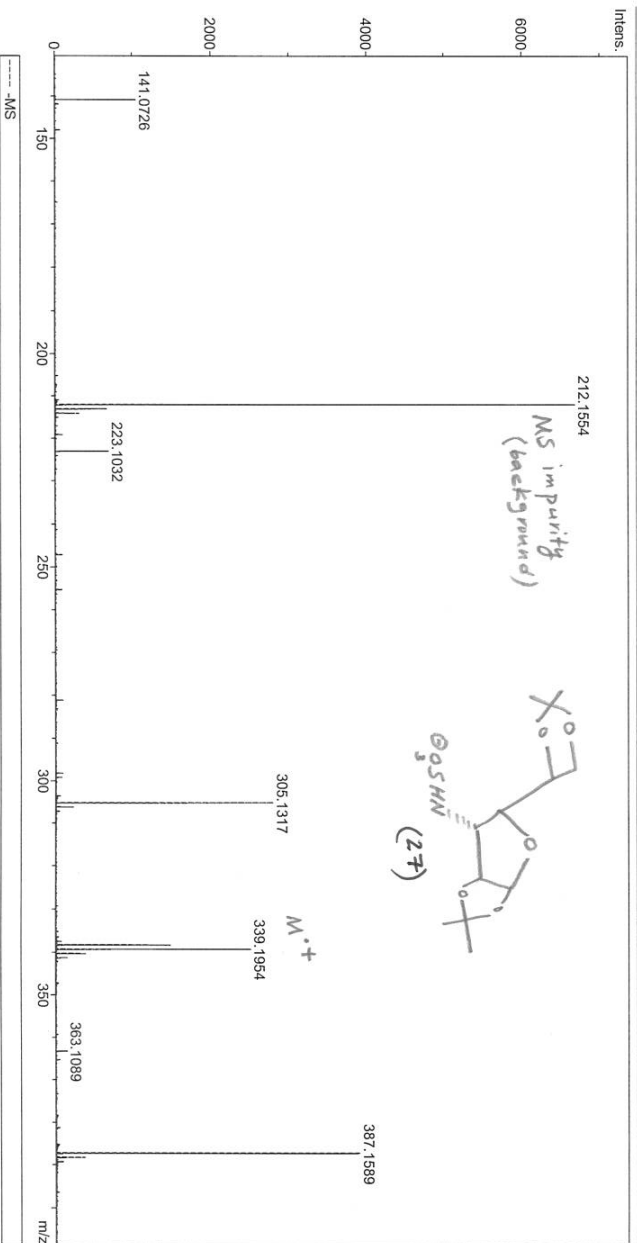 Intens.
6000
4000
2000
0
141.0726
212.1554
223.1032
305.1317
339.1954
363.1089
387.1589
MS impurity
(background)
M·+
X
O
O
O
O
O
⊖O3SHN
(27)
150
200
250
300
350
m/z
---- -MS